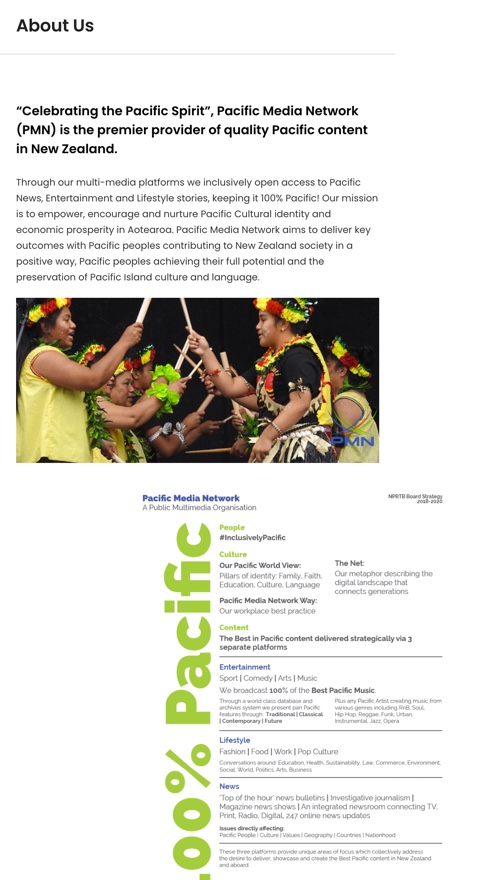 About Us
“Celebrating the Pacific Spirit”, Pacific Media Network
(PMN) is the premier provider of quality Pacific content
in New Zealand.
Through our multi-media platforms we inclusively open access to Pacific
News, Entertainment and Lifestyle stories, keeping it 100% Pacific! Our mission
is to empower, encourage and nurture Pacific Cultural identity and
economic prosperity in Aotearoa. Pacific Media Network aims to deliver key
outcomes with Pacific peoples contributing to New Zealand society in a
positive way, Pacific peoples achieving their full potential and the
preservation of Pacific Island culture and language.
PMN
Pacific Media Network
A Public Multimedia Organisation
NPRTB Board Strategy
2016-2020
00% Pacific
People
#InclusivelyPacific
Culture
Our Pacific World View:
Pillars of identity: Family, Faith,
Education, Culture, Language
Pacific Media Network Way:
Our workplace best practice
The Net:
Our metaphor describing the
digital landscape that
connects generations
Content
The Best in Pacific content delivered strategically via 3
separate platforms
Entertainment
Sport | Comedy | Arts | Music
We broadcast 100% of the Best Pacific Music.
Through a world class database and
archives system we present pan Pacific
features through: Traditional | Classical
| Contemporary | Future
Plus any Pacific Artist creating music from
various genres including RnB, Soul,
Hip Hop, Reggae, Funk, Urban,
Instrumental, Jazz, Opera
Lifestyle
Fashion | Food | Work | Pop Culture
Conversations around: Education, Health, Sustainability, Law, Commerce, Environment,
Social, World, Politics, Arts, Business
News
'Top of the hour' news bulletins | Investigative journalism |
Magazine news shows | An integrated newsroom connecting TV,
Print, Radio, Digital, 247 online news updates
Issues directly affecting:
Pacific People | Culture | Values | Geography | Countries | Nationhood
These three platforms provide unique areas of focus which collectively address
the desire to deliver, showcase and create the Best Pacific content in New Zealand
and aboard.